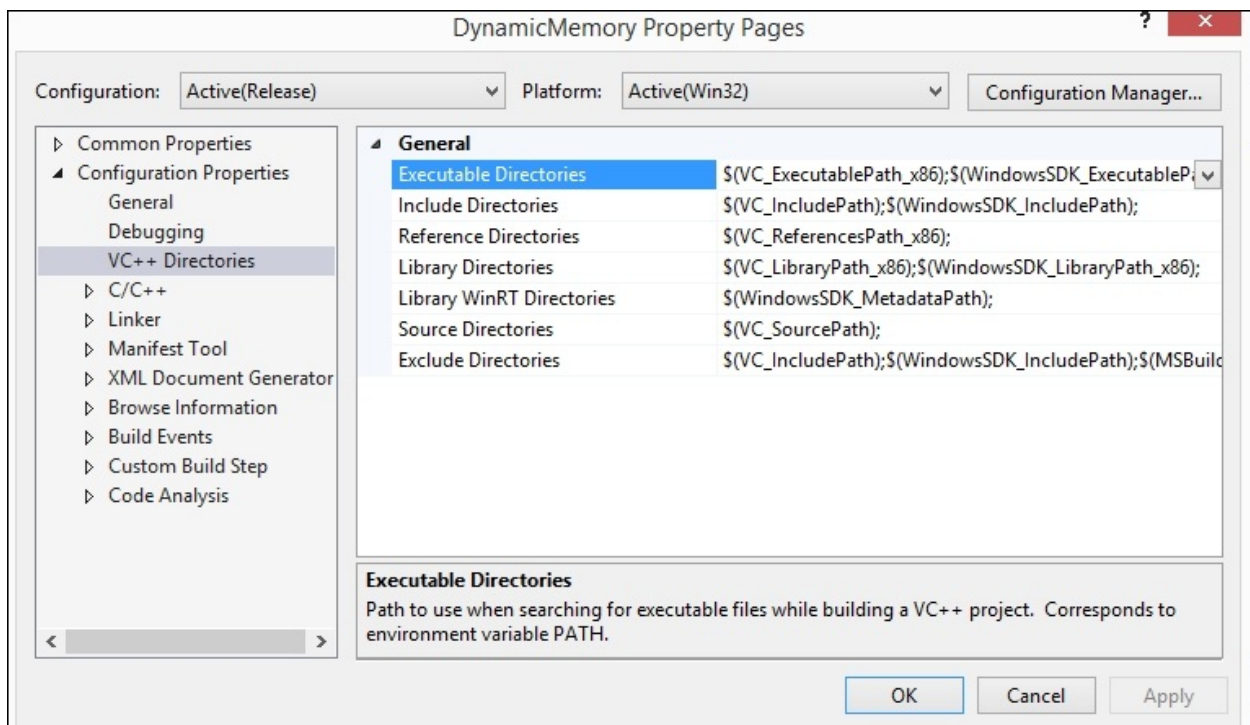 DynamicMemory Property Pages
?
Configuration: Active(Release) Platform: Active(Win32) Configuration Manager...
Common Properties
Configuration Properties
General
Debugging
VC++ Directories
C/C++
Linker
Manifest Tool
XML Document Generator
Browse Information
Build Events
Custom Build Step
Code Analysis
General
Executable Directories $(VC_ExecutablePath_x86);$(WindowsSDK_ExecutableP
Include Directories $(VC_IncludePath);$(WindowsSDK_IncludePath);
Reference Directories $(VC_ReferencesPath_x86);
Library Directories $(VC_LibraryPath_x86);$(WindowsSDK_LibraryPath_x86);
Library WinRT Directories $(WindowsSDK_MetadataPath);
Source Directories $(VC_SourcePath);
Exclude Directories $(VC_IncludePath);$(WindowsSDK_IncludePath);$(MSBuild
Executable Directories
Path to use when searching for executable files while building a VC++ project. Corresponds to
environment variable PATH.
OK Cancel Apply